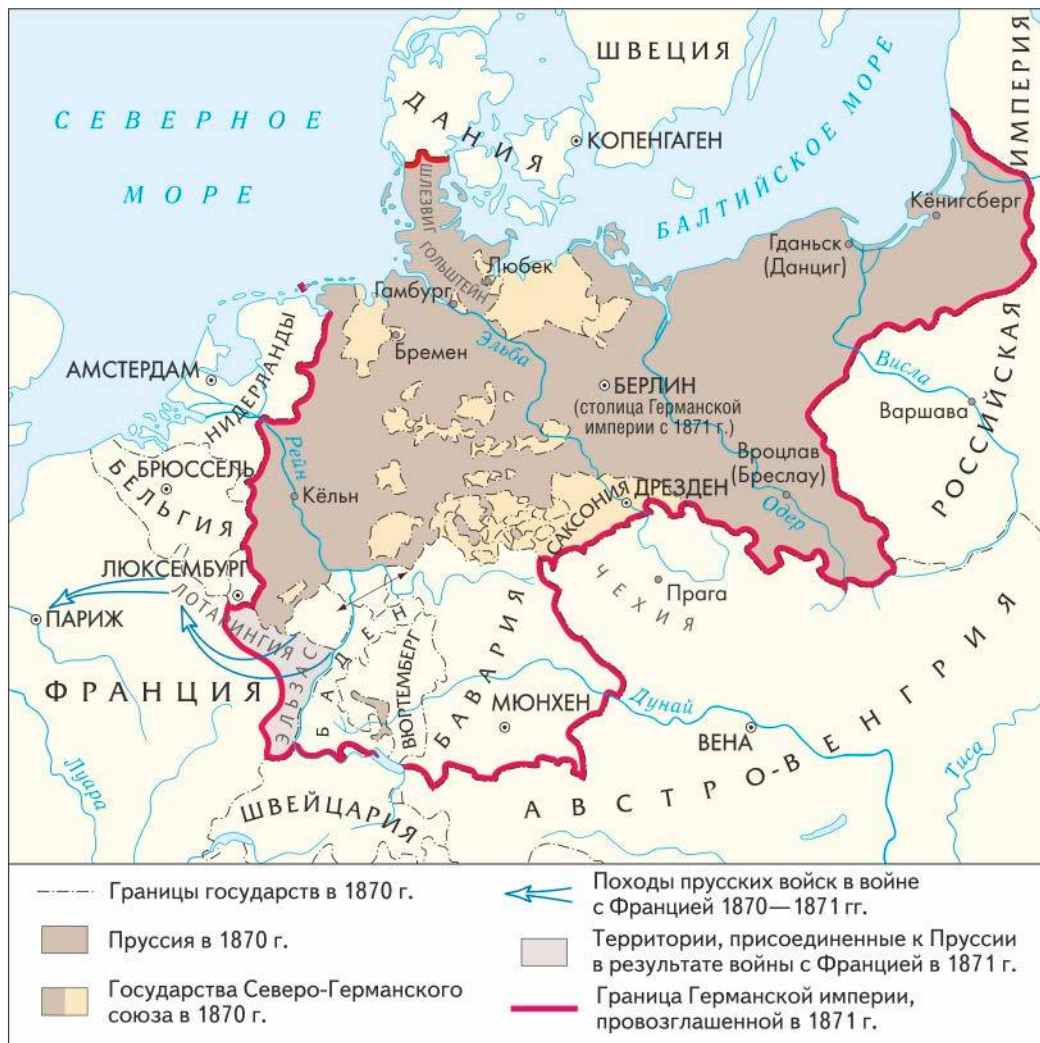 ШВЕЦИЯ
СЕВЕРНОЕ
МОРЕ
ДАНИЯ
КОПЕНГАГЕН
БАЛТИЙСКОЕ МОРЕ
РОССИЙСКАЯ
ИМПЕРИЯ
ШЛЕЗВИГ
ГОЛЬШТЕЙН
Кёнигсберг
Гданьск
(Данциг)
Любек
Гамбург
Бремен
Эльба
НИДЕРЛАНДЫ
АМСТЕРДАМ
БЕРЛИН
(столица Германской
империи с 1871 г.)
Висла
Варшава
БРЮССЕЛЬ
БЕЛЬГИЯ
Рейн
Кёльн
Вроцлав
(Бреслау)
Одер
САКСОНИЯ
ДРЕЗДЕН
ЛЮКСЕМБУРГ
ЛОТАРИНГИЯ
ПАРИЖ
ЧЕХИЯ
Прага
ФРАНЦИЯ
ЭЛЬЗАС
БАДЕН
ВЮРТЕМБЕРГ
БАВАРИЯ
МЮНХЕН
Дунай
ВЕНА
АВСТРО-ВЕНГРИЯ
Тиса
Луара
ШВЕЙЦАРИЯ
Границы государств в 1870 г.
Пруссия в 1870 г.
Государства Северо-Германского
союза в 1870 г.
Походы прусских войск в войне
с Францией 1870—1871 гг.
Территории, присоединенные к Пруссии
в результате войны с Францией в 1871 г.
Граница Германской империи,
провозглашенной в 1871 г.